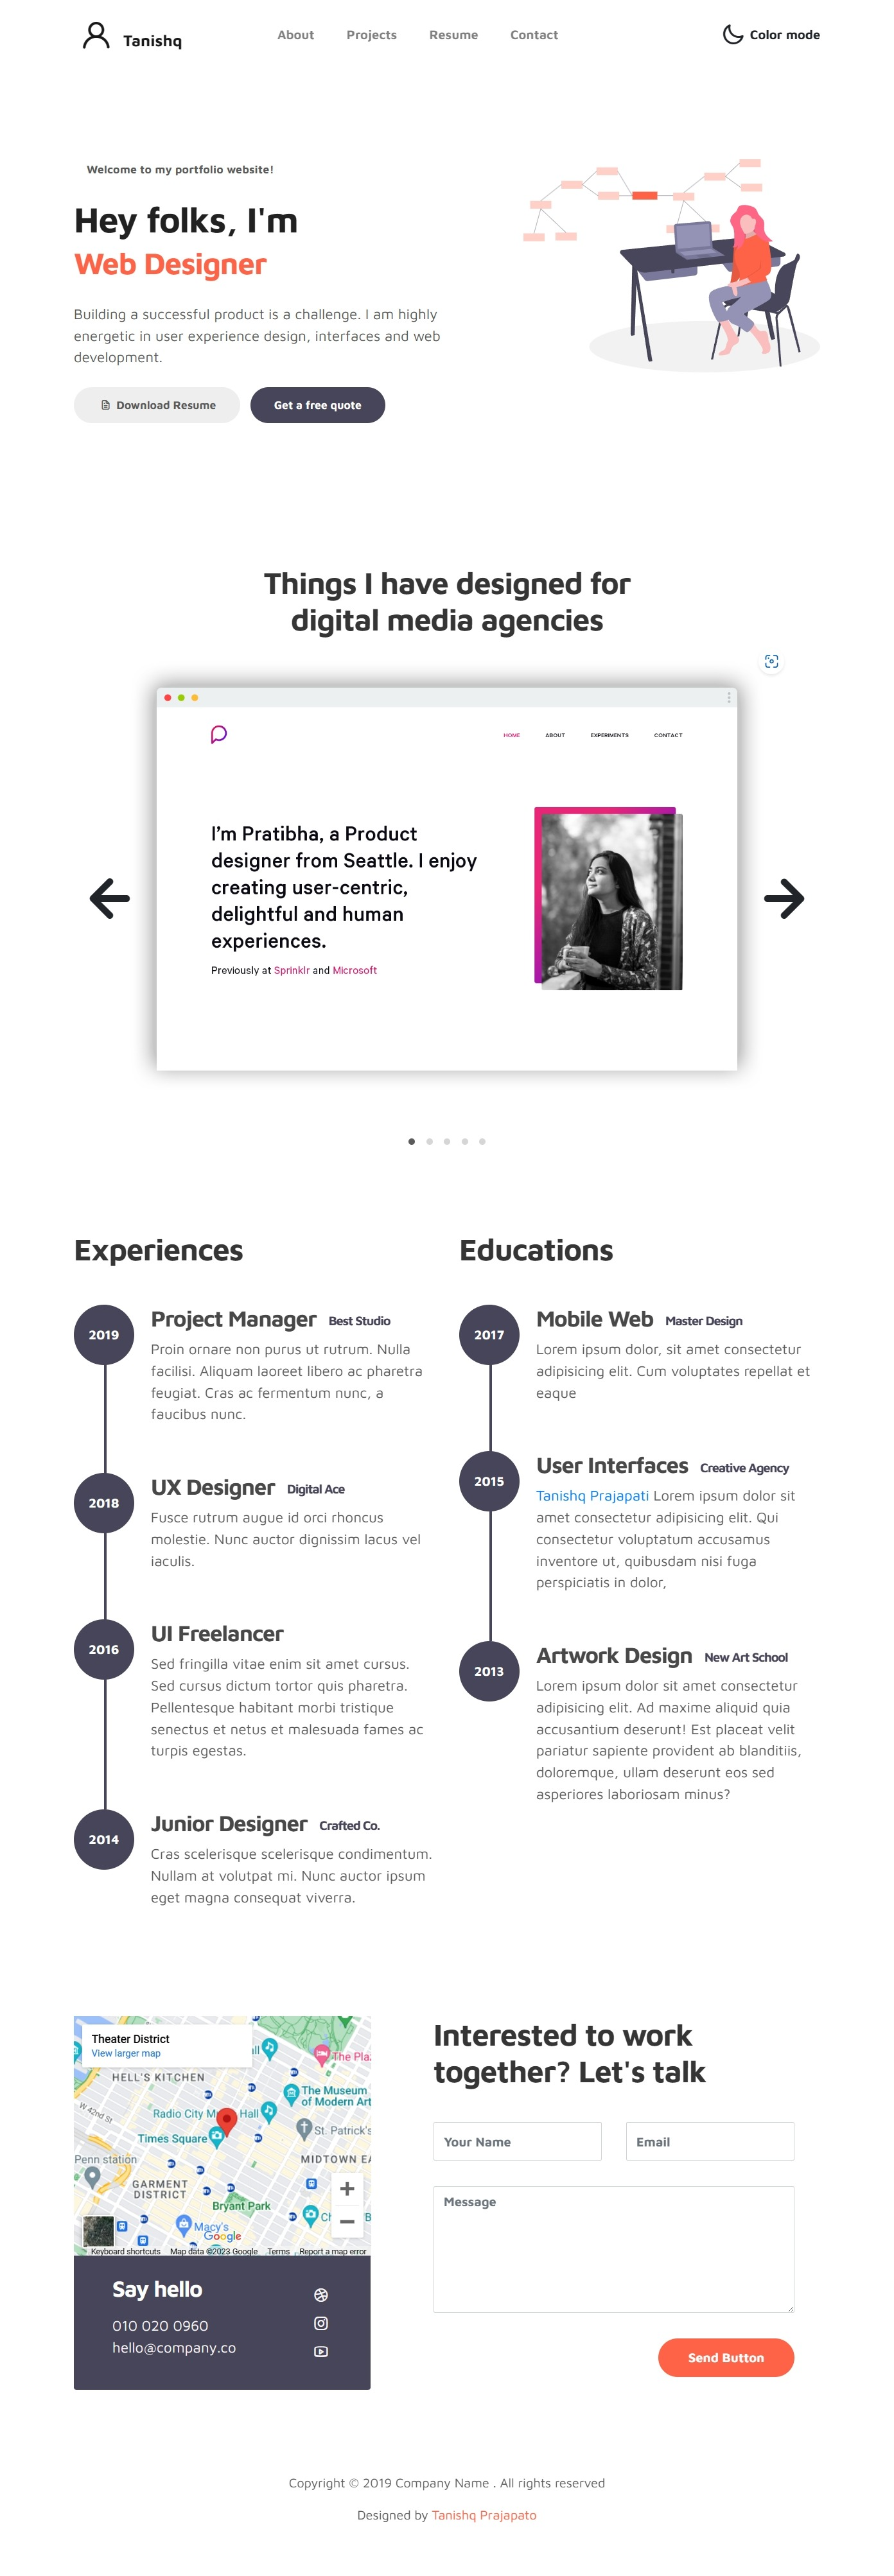 Tanishq
About
Projects
Resume
Contact
Color mode
Welcome to my portfolio website!
Hey folks, I'm
Web Designer
Building a successful product is a challenge. I am highly
energetic in user experience design, interfaces and web
development.
Download Resume
Get a free quote
Things I have designed for
digital media agencies
HOME
ABOUT
EXPERIMENTS
CONTACT
I'm Pratibha, a Product
designer from Seattle. I enjoy
creating user-centric,
delightful and human
experiences.
Previously at Sprinklr and Microsoft
Experiences
2019
Project Manager Best Studio
Proin ornare non purus ut rutrum. Nulla
facilisi. Aliquam laoreet libero ac pharetra
feugiat. Cras ac fermentum nunc, a
faucibus nunc.
2018
UX Designer Digital Ace
Fusce rutrum augue id orci rhoncus
molestie. Nunc auctor dignissim lacus vel
iaculis.
2016
UI Freelancer
Sed fringilla vitae enim sit amet cursus.
Sed cursus dictum tortor quis pharetra.
Pellentesque habitant morbi tristique
senectus et netus et malesuada fames ac
turpis egestas.
2014
Junior Designer Crafted Co.
Cras scelerisque scelerisque condimentum.
Nullam at volutpat mi. Nunc auctor ipsum
eget magna consequat viverra.
Educations
2017
Mobile Web Master Design
Lorem ipsum dolor, sit amet consectetur
adipisicing elit. Cum voluptates repellat et
eaque
2015
User Interfaces Creative Agency
Tanishq Prajapati Lorem ipsum dolor sit
amet consectetur adipisicing elit. Qui
consectetur voluptatum accusamus
inventore ut, quibusdam nisi fuga
perspiciatis in dolor,
2013
Artwork Design New Art School
Lorem ipsum dolor sit amet consectetur
adipisicing elit. Ad maxime aliquid quia
accusantium deserunt! Est placeat velit
pariatur sapiente provident ab blanditiis,
doloremque, ullam deserunt eos sed
asperiores laboriosam minus?
Theater District
View larger map
The Pla
HELL'S KITCHEN
The Museum
of Modern Art
W 42nd St
Radio City M Hall
St. Patrick's
Times Square
Penn station
MIDTOWN EA
GARMENT
DISTRICT
Bryant Park
Macy's
Google
Keyboard shortcuts
Map data ©2023 Google
Terms
Report a map error
Say hello
010 020 0960
hello@company.co
Interested to work
together? Let's talk
Your Name
Email
Message
Send Button
Copyright © 2019 Company Name . All rights reserved
Designed by Tanishq Prajapato